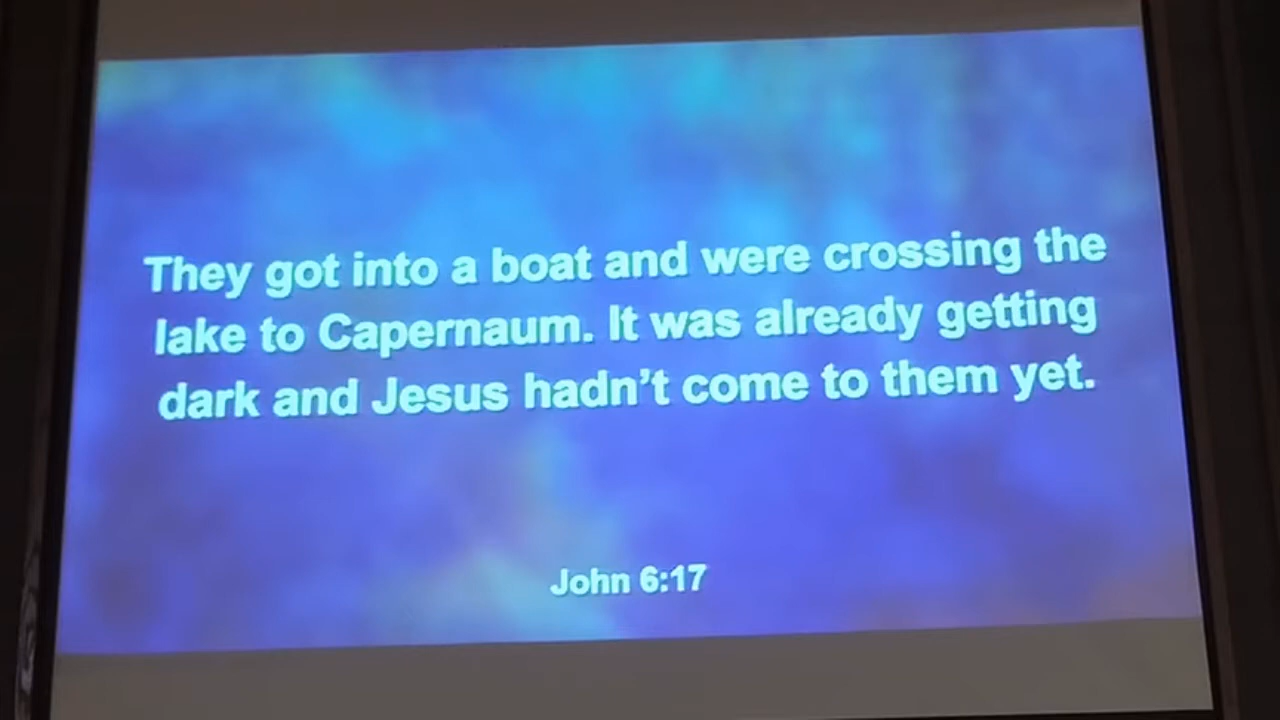 They got into a boat and were crossing the
lake to Capernaum. It was already getting
dark and Jesus hadn’t come to them yet.
John 6:17